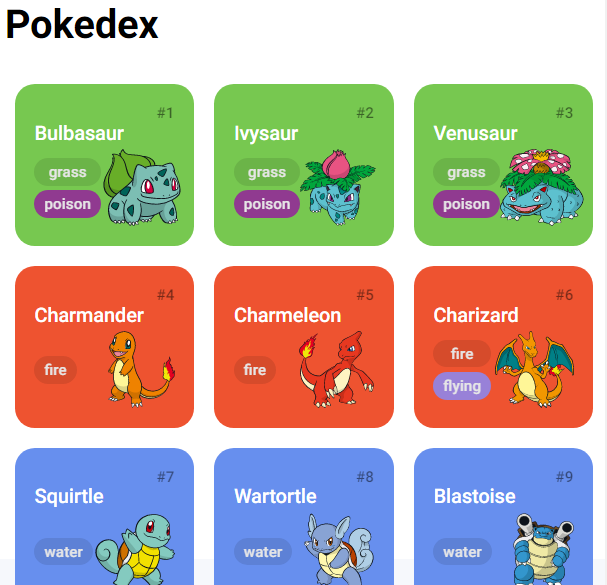 Pokedex
#1
Bulbasaur
grass
poison
#2
Ivysaur
grass
poison
#3
Venusaur
grass
poison
#4
Charmander
fire
#5
Charmeleon
fire
#6
Charizard
fire
flying
#7
Squirtle
water
#8
Wartortle
water
#9
Blastoise
water